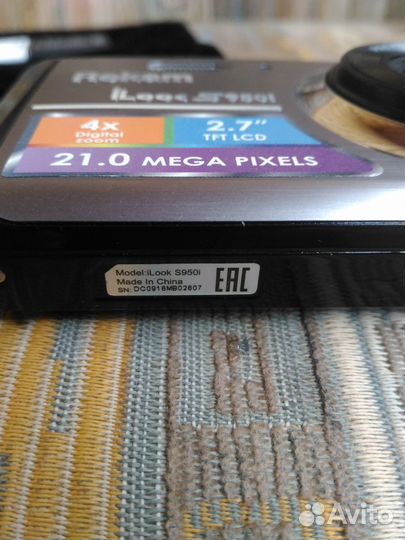 Rekam
iLook S950i
4x
Digital
zoom
2.7"
TFT LCD
21.0 MEGA PIXELS
Model:iLook S950i
Made In China
SN: DC0918MB02607
EAC
Avito